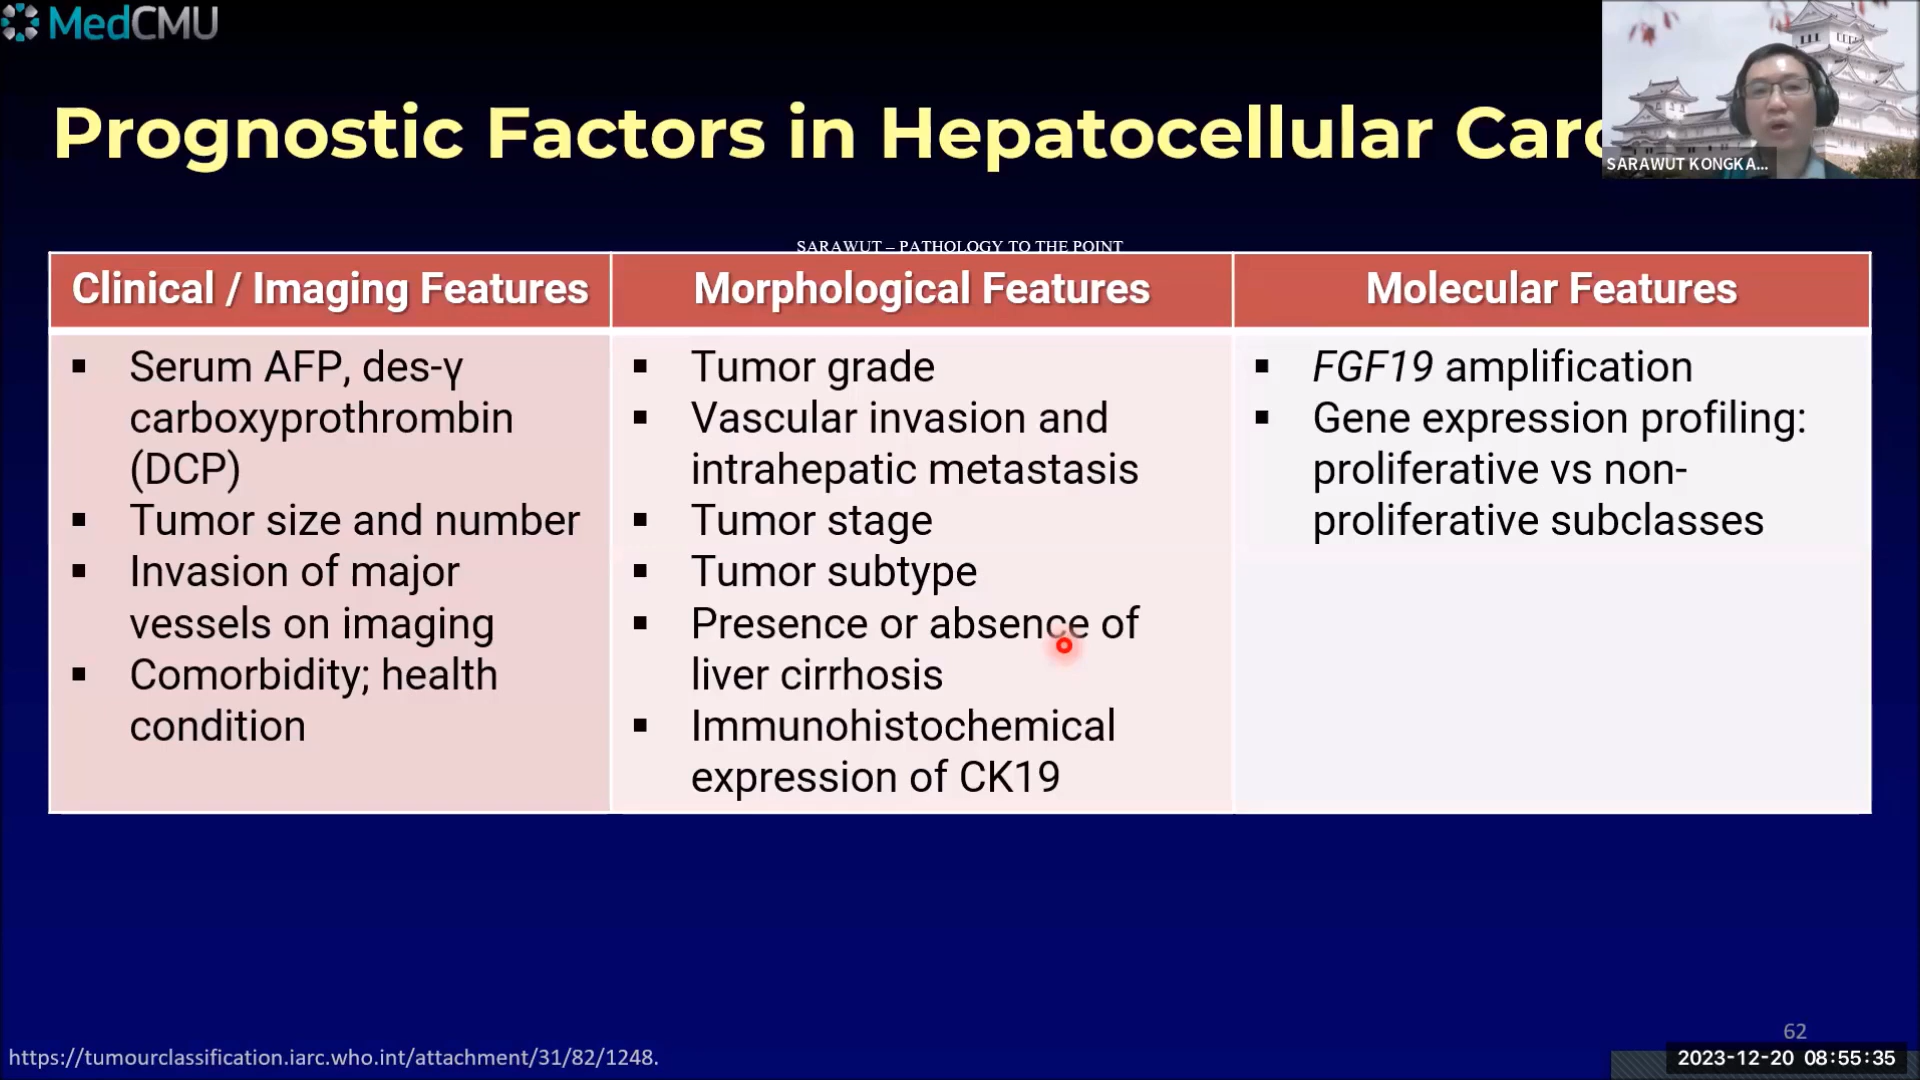 MedCMU
Prognostic Factors in Hepatocellular
SARAWUT KONGKA...
SARAWUT – PATHOLOGY TO THE POINT
Clinical / Imaging Features
▪ Serum AFP, des-γ
carboxyprothrombin
(DCP)
▪ Tumor size and number
▪ Invasion of major
vessels on imaging
▪ Comorbidity; health
condition
Morphological Features
▪ Tumor grade
▪ Vascular invasion and
intrahepatic metastasis
▪ Tumor stage
▪ Tumor subtype
▪ Presence or absence of
liver cirrhosis
▪ Immunohistochemical
expression of CK19
Molecular Features
▪ FGF19 amplification
▪ Gene expression profiling:
proliferative vs non-
proliferative subclasses
62
https://tumourclassification.iarc.who.int/attachment/31/82/1248.
2023-12-20 08:55:35